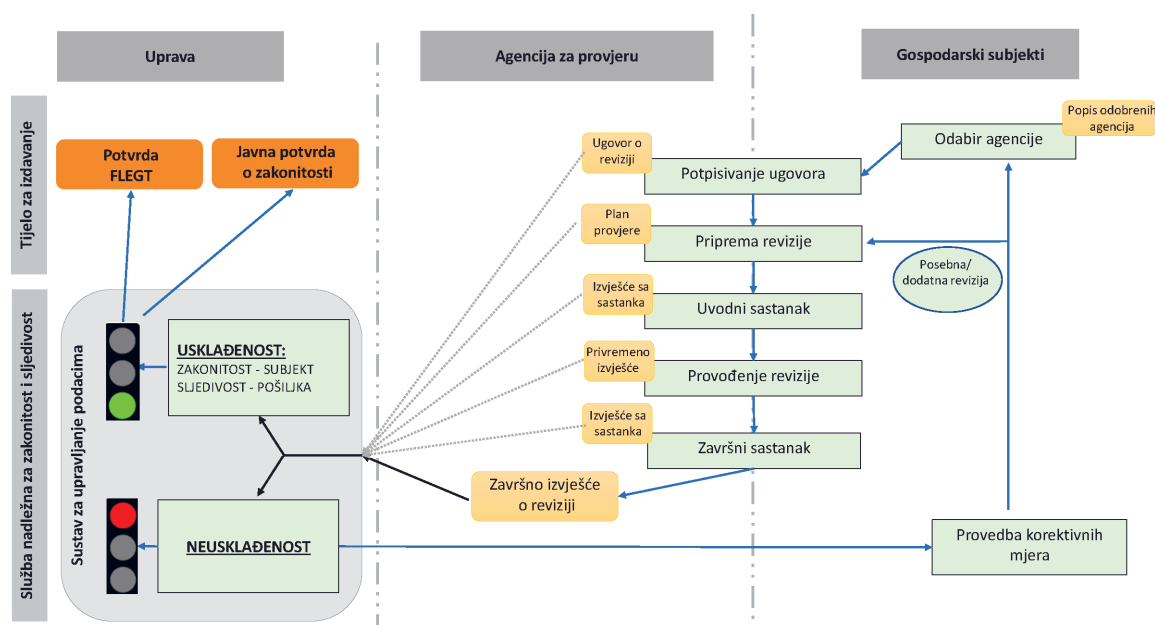 Uprava
Agencija za provjeru
Gospodarski subjekti
Tijelo za izdavanje
Služba nadležna za zakonitost i sljedivost
Potvrda
FLEGT
Javna potvrda
o zakonitosti
Popis odobrenih
agencija
Odabir agencije
Ugovor o
reviziji
Potpisivanje ugovora
Plan
provjere
Priprema revizije
Posebna/
dodatna revizija
Izvješće sa
sastanka
Uvodni sastanak
Privremeno
izvješće
Provođenje revizije
Izvješće sa
sastanka
Završni sastanak
Završno izvješće
o reviziji
Sustav za upravljanje podacima
USKLAĐENOST:
ZAKONITOST - SUBJEKT
SLJEDIVOST - POŠILJKA
NEUSKLAĐENOST
Provedba korektivnih
mjera